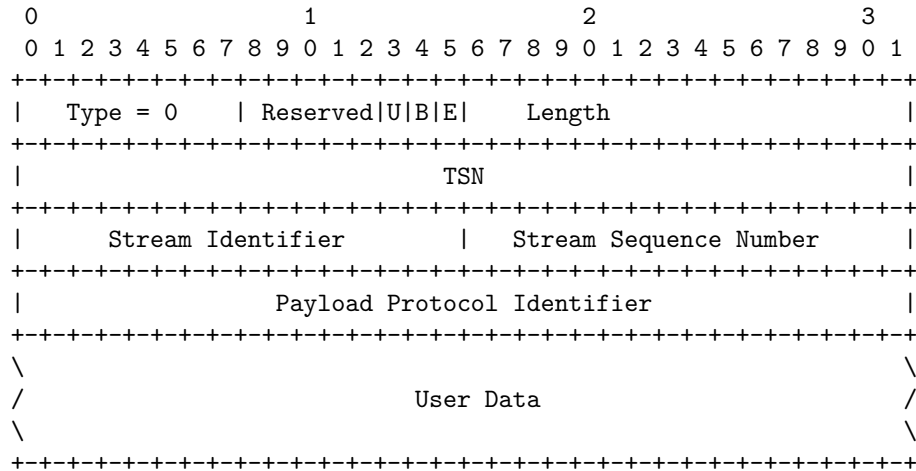 0                   1                   2                   3
 0 1 2 3 4 5 6 7 8 9 0 1 2 3 4 5 6 7 8 9 0 1 2 3 4 5 6 7 8 9 0 1
+-+-+-+-+-+-+-+-+-+-+-+-+-+-+-+-+-+-+-+-+-+-+-+-+-+-+-+-+-+-+-+-+
|   Type = 0    | Reserved|U|B|E|    Length                     |
+-+-+-+-+-+-+-+-+-+-+-+-+-+-+-+-+-+-+-+-+-+-+-+-+-+-+-+-+-+-+-+-+
|                              TSN                              |
+-+-+-+-+-+-+-+-+-+-+-+-+-+-+-+-+-+-+-+-+-+-+-+-+-+-+-+-+-+-+-+-+
|      Stream Identifier        |   Stream Sequence Number      |
+-+-+-+-+-+-+-+-+-+-+-+-+-+-+-+-+-+-+-+-+-+-+-+-+-+-+-+-+-+-+-+-+
|                  Payload Protocol Identifier                  |
+-+-+-+-+-+-+-+-+-+-+-+-+-+-+-+-+-+-+-+-+-+-+-+-+-+-+-+-+-+-+-+-+
\                                                               \
/                            User Data                          /
\                                                               \
+-+-+-+-+-+-+-+-+-+-+-+-+-+-+-+-+-+-+-+-+-+-+-+-+-+-+-+-+-+-+-+-+